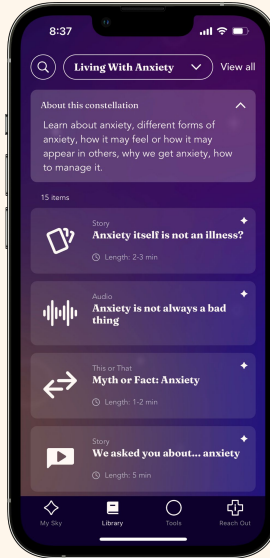 8:37
Living With Anxiety
View all
About this constellation
Learn about anxiety, different forms of
anxiety, how it may feel or how it may
appear in others, why we get anxiety, how
to manage it.
15 items
Story
Anxiety itself is not an illness?
Length: 2-3 min
Audio
Anxiety is not always a bad
thing
This or That
Myth or Fact: Anxiety
Length: 1-2 min
Story
We asked you about... anxiety
Length: 5 min
My Sky
Library
Tools
Reach Out